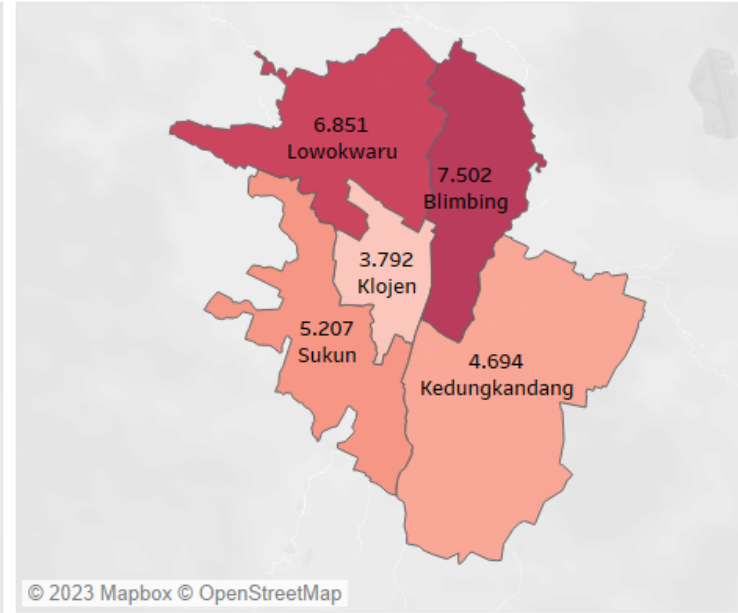 6.851
Lowokwaru
7.502
Blimbing
3.792
Klojen
5.207
Sukun
4.694
Kedungkandang
© 2023 Mapbox © OpenStreetMap